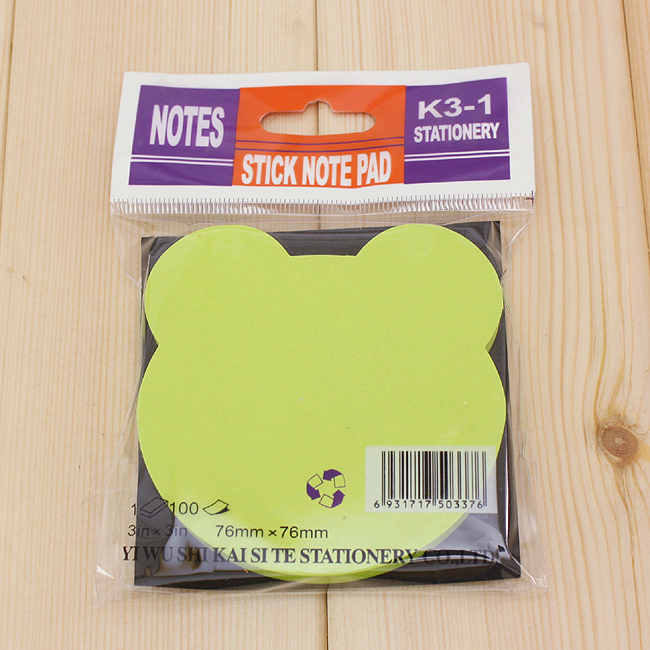 NOTES
STICK NOTE PAD
K3-1
STATIONERY
6 931717 503376
1 100
3in×3in 76mm×76mm
YI WU SHI KAI SI TE STATIONERY CO.,LTD.